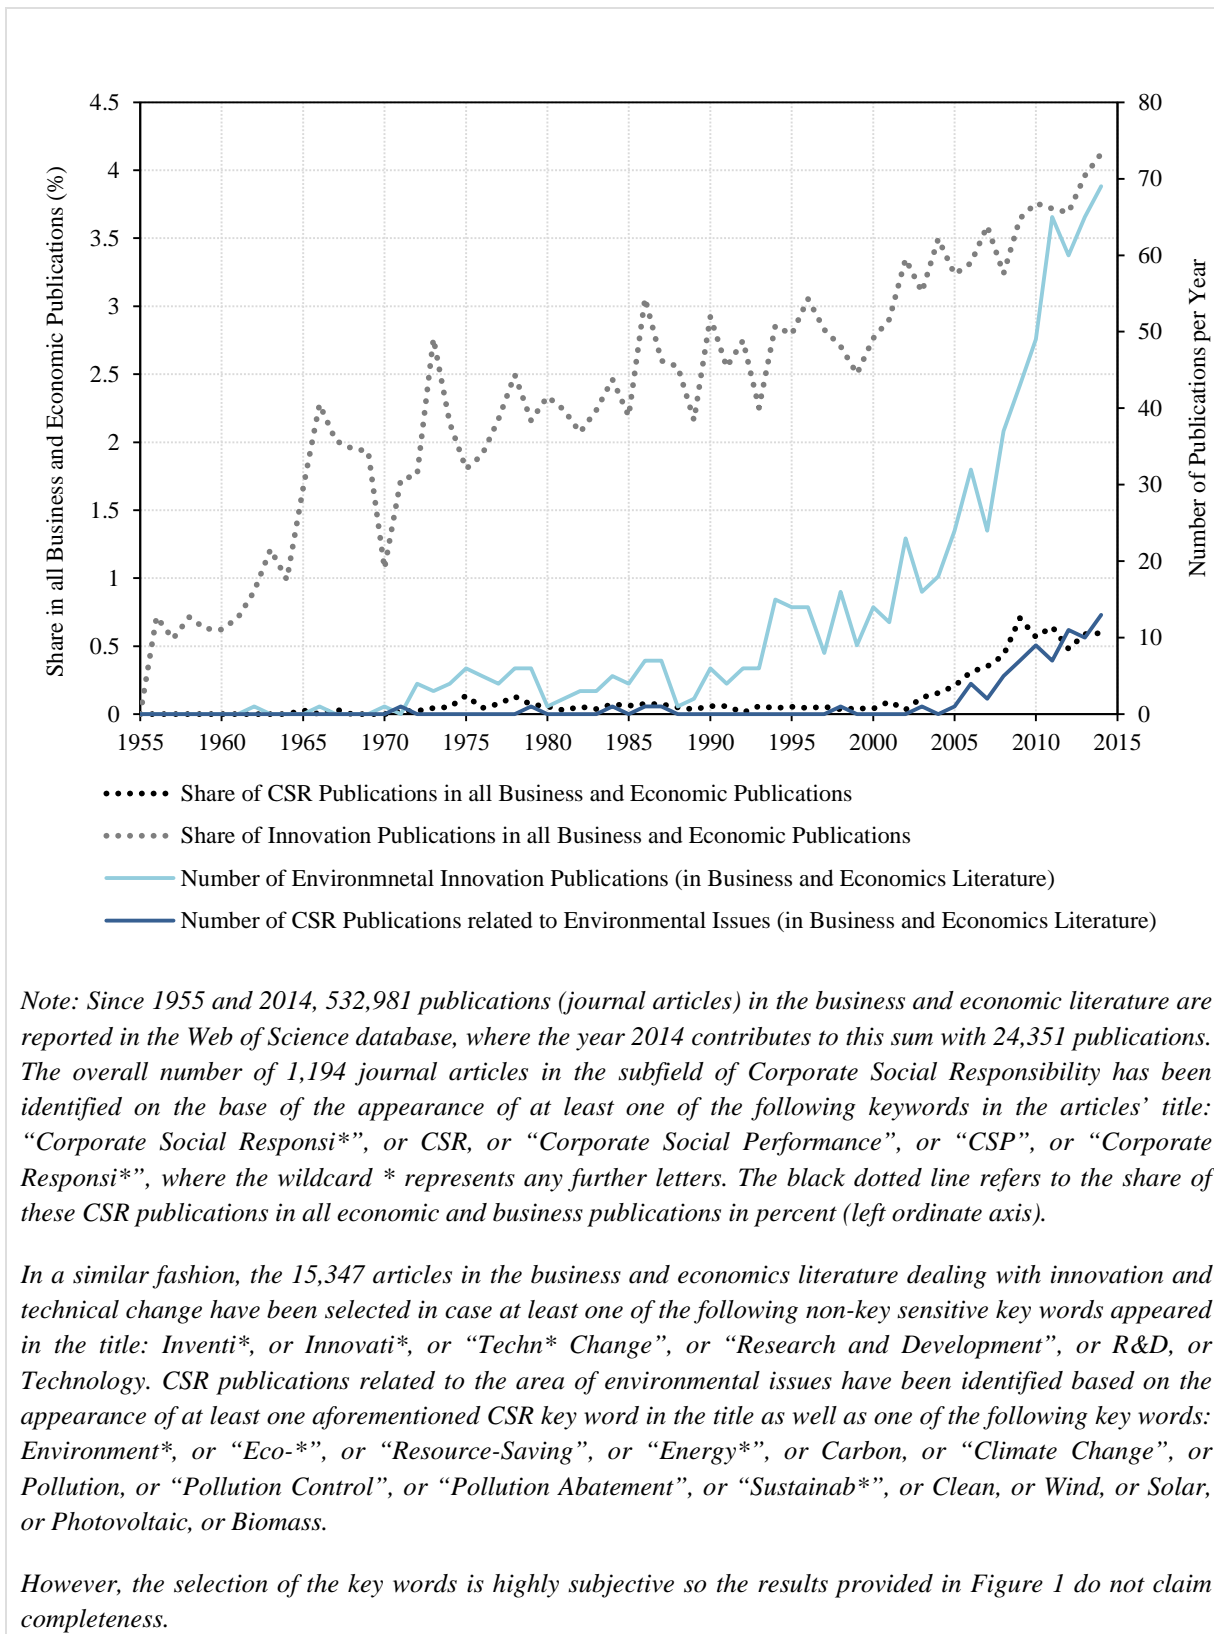 4.5
4
3.5
3
2.5
2
1.5
1
0.5
0
Share in all Business and Economic Publications (%)
80
70
60
50
40
30
20
10
0
Number of Publications per Year
1955 1960 1965 1970 1975 1980 1985 1990 1995 2000 2005 2010 2015
Share of CSR Publications in all Business and Economic Publications
Share of Innovation Publications in all Business and Economic Publications
Number of Environmnetal Innovation Publications (in Business and Economics Literature)
Number of CSR Publications related to Environmental Issues (in Business and Economics Literature)
Note: Since 1955 and 2014, 532,981 publications (journal articles) in the business and economic literature are
reported in the Web of Science database, where the year 2014 contributes to this sum with 24,351 publications.
The overall number of 1,194 journal articles in the subfield of Corporate Social Responsibility has been
identified on the base of the appearance of at least one of the following keywords in the articles’ title:
“Corporate Social Responsi*”, or CSR, or “Corporate Social Performance”, or “CSP”, or “Corporate
Responsi*”, where the wildcard * represents any further letters. The black dotted line refers to the share of
these CSR publications in all economic and business publications in percent (left ordinate axis).
In a similar fashion, the 15,347 articles in the business and economics literature dealing with innovation and
technical change have been selected in case at least one of the following non-key sensitive key words appeared
in the title: Inventi*, or Innovati*, or “Techn* Change”, or “Research and Development”, or R&D, or
Technology. CSR publications related to the area of environmental issues have been identified based on the
appearance of at least one aforementioned CSR key word in the title as well as one of the following key words:
Environment*, or “Eco-*”, or “Resource-Saving”, or “Energy*”, or Carbon, or “Climate Change”, or
Pollution, or “Pollution Control”, or “Pollution Abatement”, or “Sustainab*”, or Clean, or Wind, or Solar,
or Photovoltaic, or Biomass.
However, the selection of the key words is highly subjective so the results provided in Figure 1 do not claim
completeness.